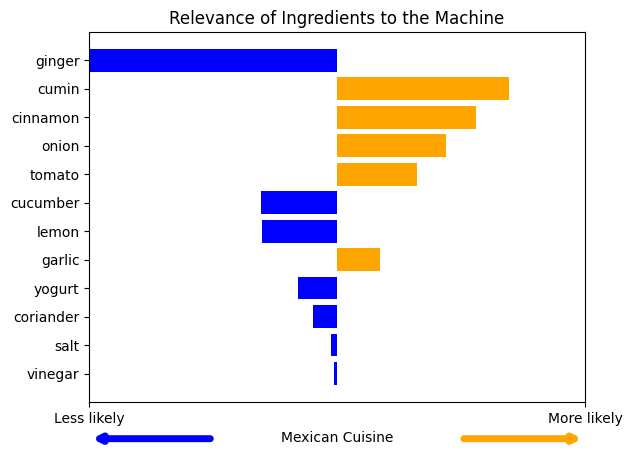 Relevance of Ingredients to the Machine
ginger
cumin
cinnamon
onion
tomato
cucumber
lemon
garlic
yogurt
coriander
salt
vinegar
Less likely
More likely
Mexican Cuisine